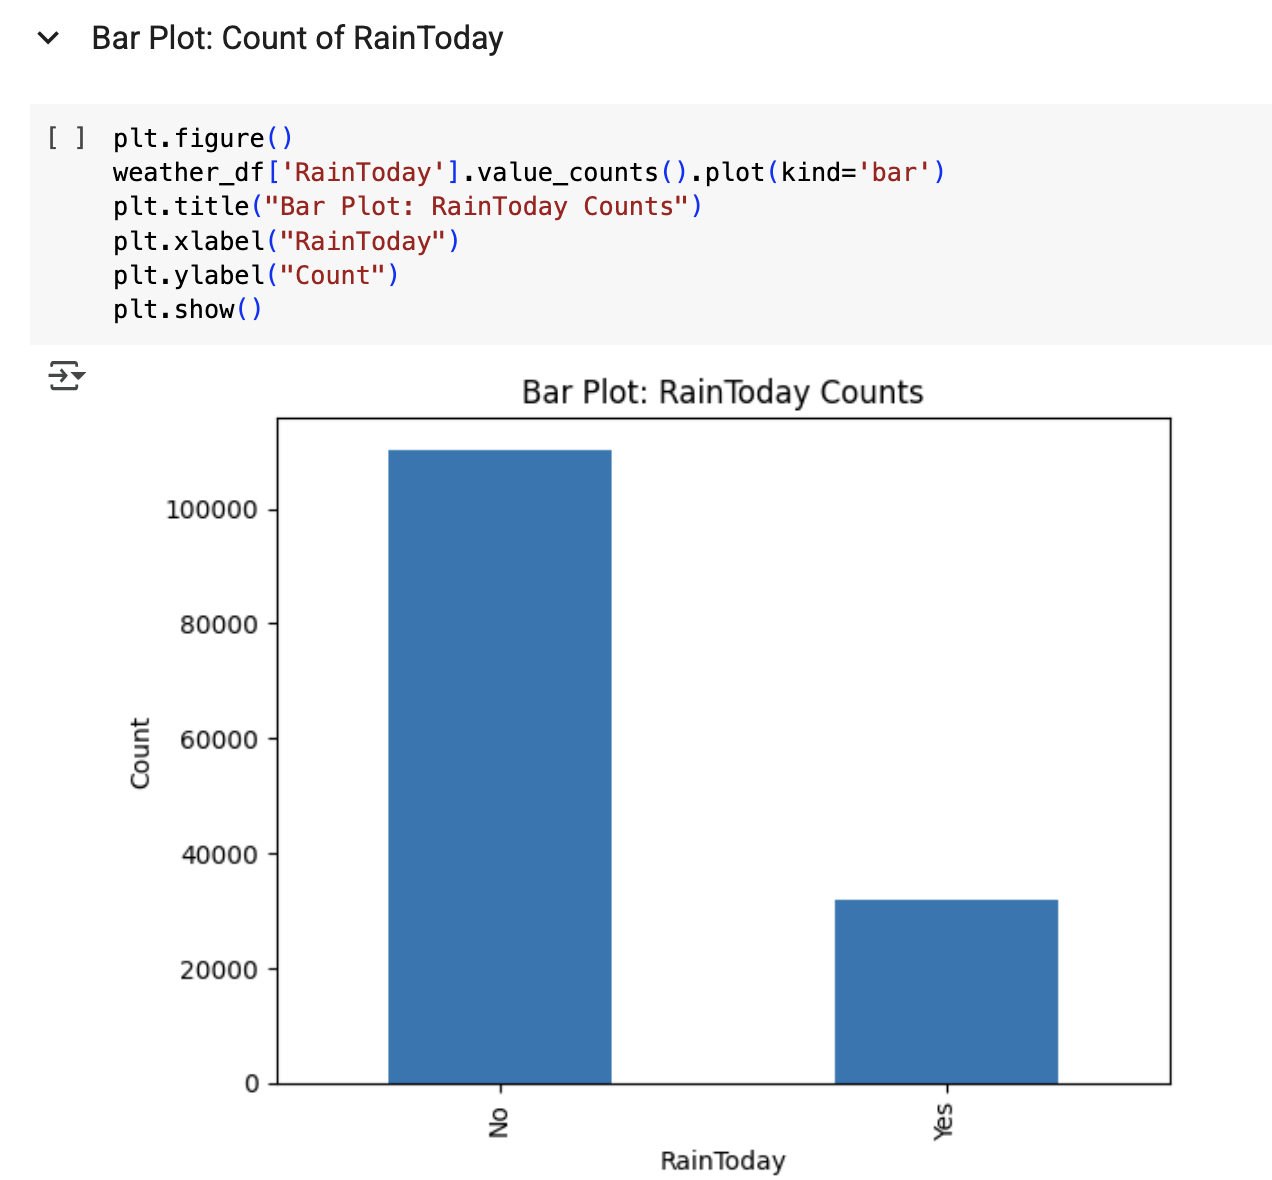 Bar Plot: Count of RainToday
[ ] plt.figure()
weather_df['RainToday'].value_counts().plot(kind='bar')
plt.title("Bar Plot: RainToday Counts")
plt.xlabel("RainToday")
plt.ylabel("Count")
plt.show()
Bar Plot: RainToday Counts
100000
80000
60000
40000
20000
0
Count
No
Yes
RainToday